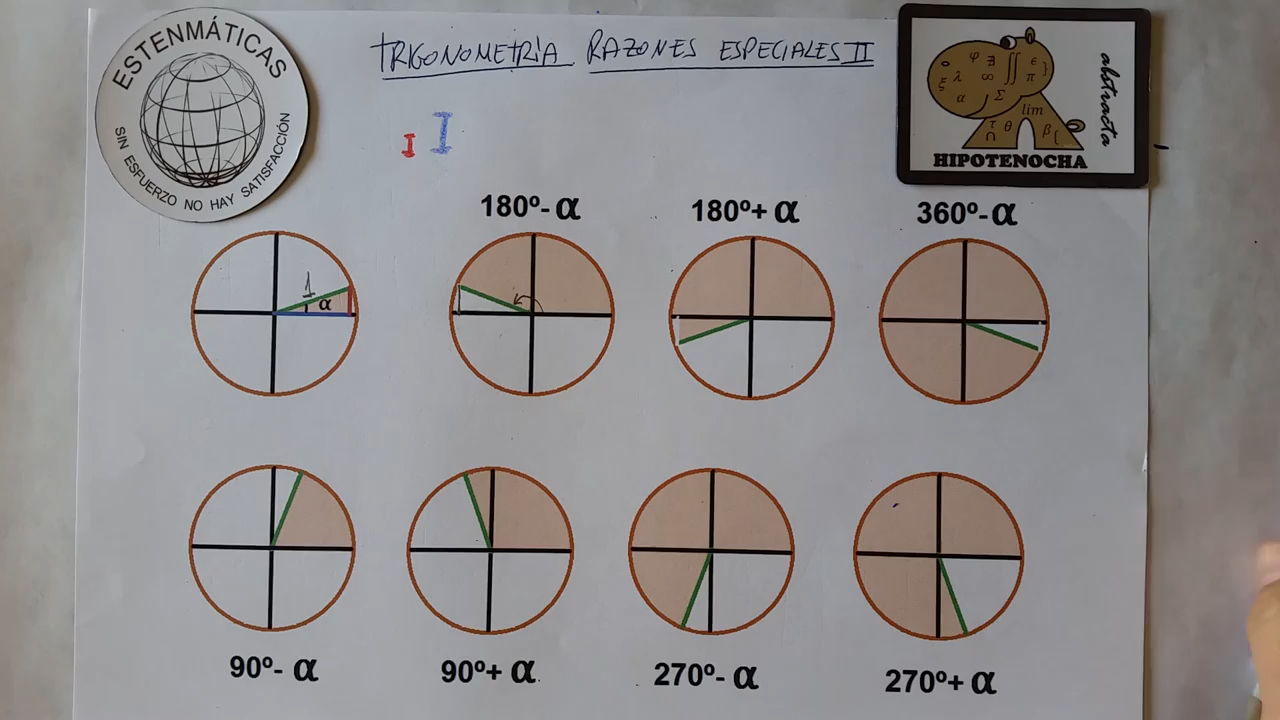 ESTENMÁTICAS
SIN ESFUERZO NO HAY SATISFACCIÓN
TRIGONOMETRÍA RAZONES ESPECIALES II
φ ∃ ∬ ϵ }
ξ λ ∞ π
α Σ lim
τ θ β {
∩
abstracta
HIPOTENOCHA
I I
180º- α
180º+ α
360º- α
1
α
90º- α
90º+ α
270º- α
270º+ α